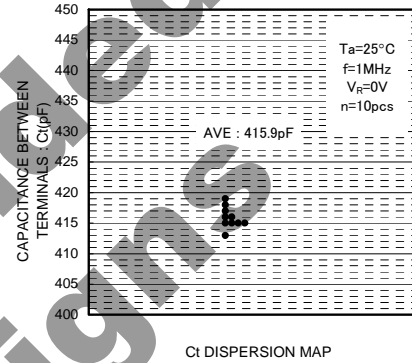 450
445
440
435
430
425
420
415
410
405
400
CAPACITANCE BETWEEN
TERMINALS : Ct(pF)
Ta=25°C
f=1MHz
VR=0V
n=10pcs
AVE : 415.9pF
Ct DISPERSION MAP